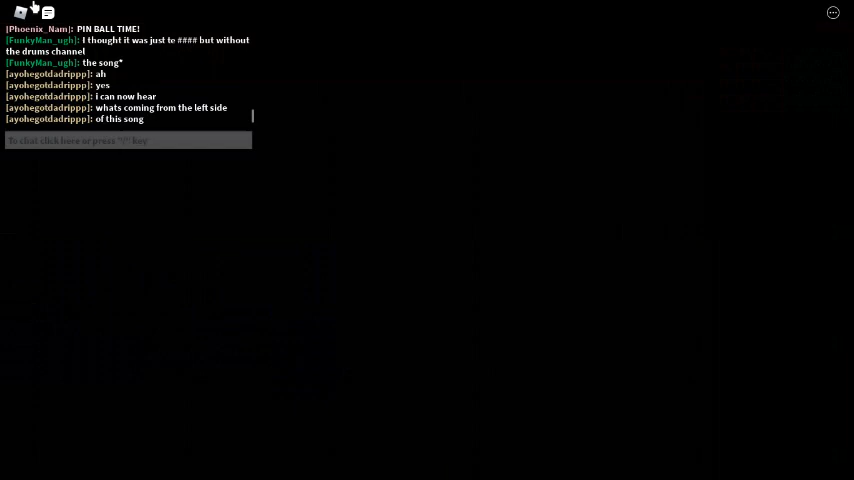 [Phoenix_Nam]: PIN BALL TIME!
[FunkyMan_ugh]: I thought it was just te #### but without
the drums channel
[FunkyMan_ugh]: the song*
[ayohegotdadrippp]: ah
[ayohegotdadrippp]: yes
[ayohegotdadrippp]: i can now hear
[ayohegotdadrippp]: whats coming from the left side
[ayohegotdadrippp]: of this song
To chat click here or press "/" key